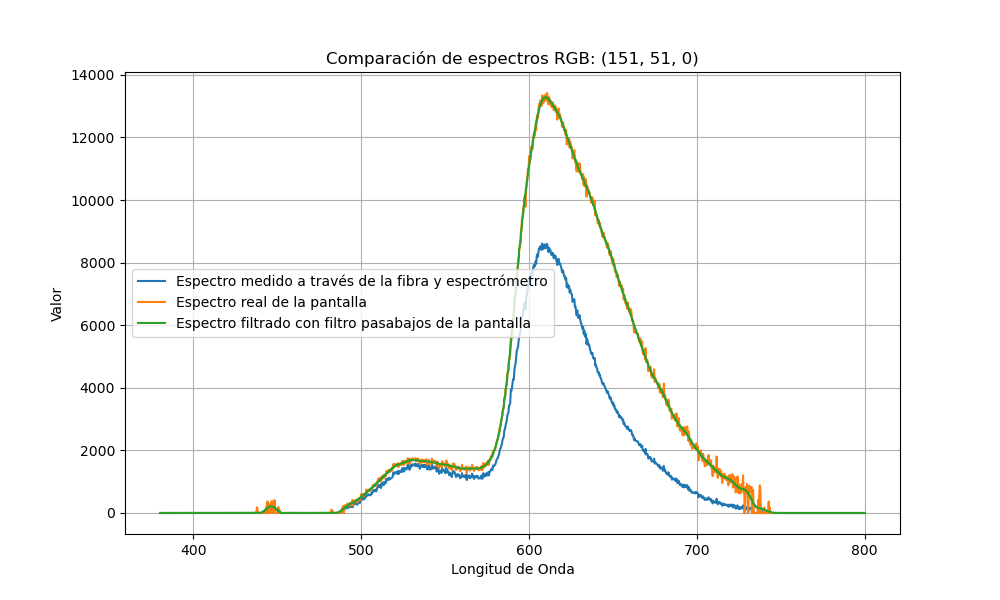 Comparación de espectros RGB: (151, 51, 0)
14000
12000
10000
8000
6000
4000
2000
0
Valor
Espectro medido a través de la fibra y espectrómetro
Espectro real de la pantalla
Espectro filtrado con filtro pasabajos de la pantalla
400
500
600
700
800
Longitud de Onda